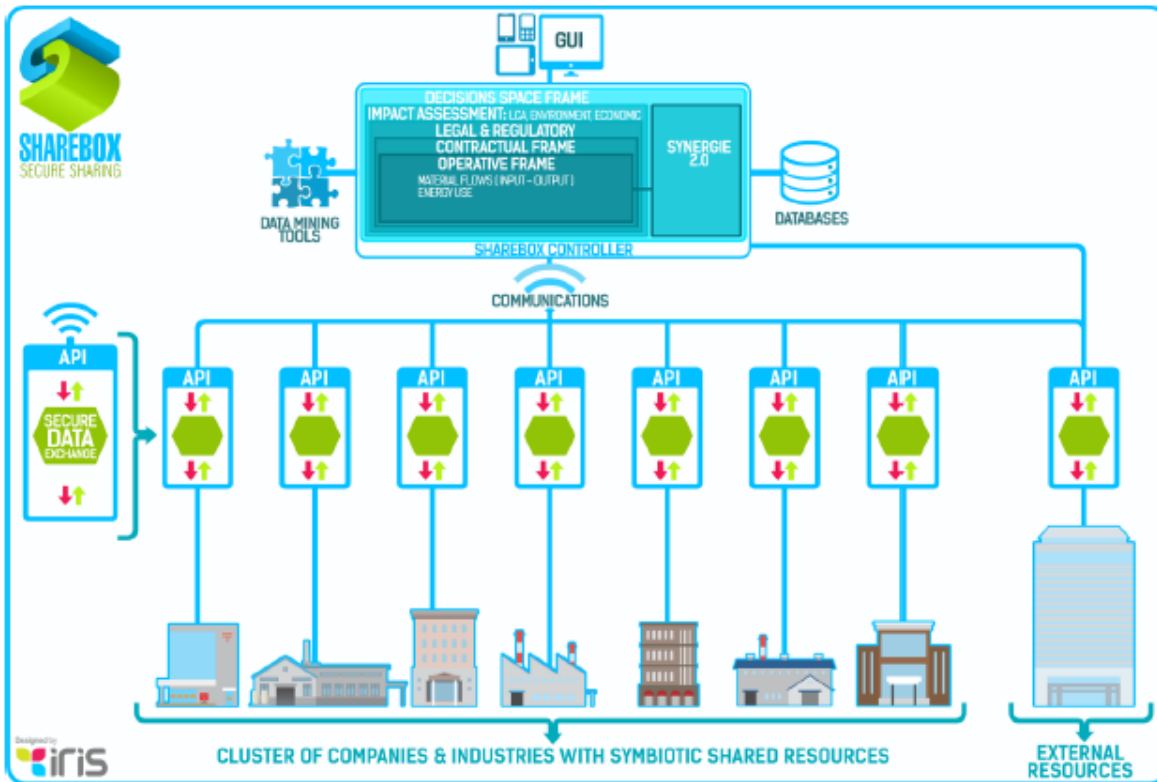 SHAREBOX
SECURE SHARING
GUI
DECISIONS SPACE FRAME
IMPACT ASSESSMENT: LCA, ENVIRONMENT, ECONOMIC
LEGAL & REGULATORY
CONTRACTUAL FRAME
OPERATIVE FRAME
MATERIAL FLOWS ( INPUT - OUTPUT )
ENERGY USE
SYNERGIE
2.0
DATA MINING
TOOLS
DATABASES
SHAREBOX CONTROLLER
COMMUNICATIONS
API
SECURE
DATA
EXCHANGE
API
API
API
API
API
API
API
API
CLUSTER OF COMPANIES & INDUSTRIES WITH SYMBIOTIC SHARED RESOURCES
EXTERNAL
RESOURCES
Designed by
iris